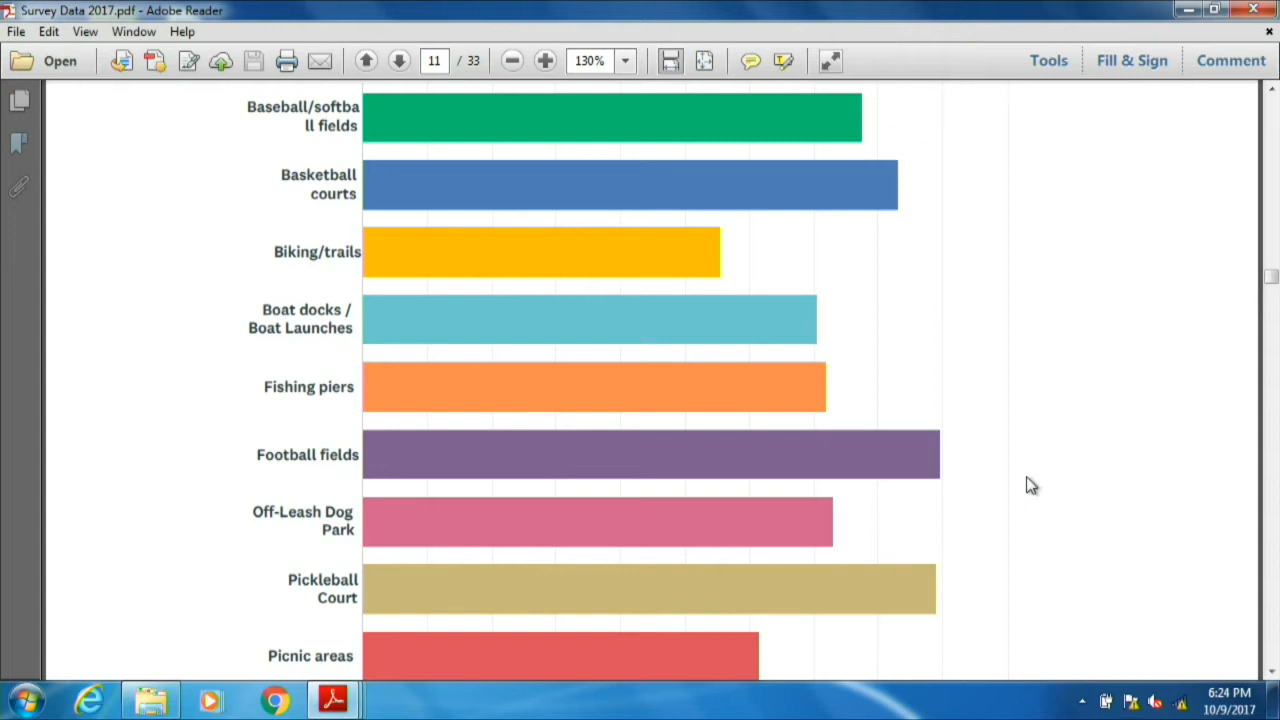 Survey Data 2017.pdf - Adobe Reader
File Edit View Window Help
Open 11 / 33 130% Tools Fill & Sign Comment
Baseball/softba
ll fields
Basketball
courts
Biking/trails
Boat docks /
Boat Launches
Fishing piers
Football fields
Off-Leash Dog
Park
Pickleball
Court
Picnic areas
6:24 PM
10/9/2017